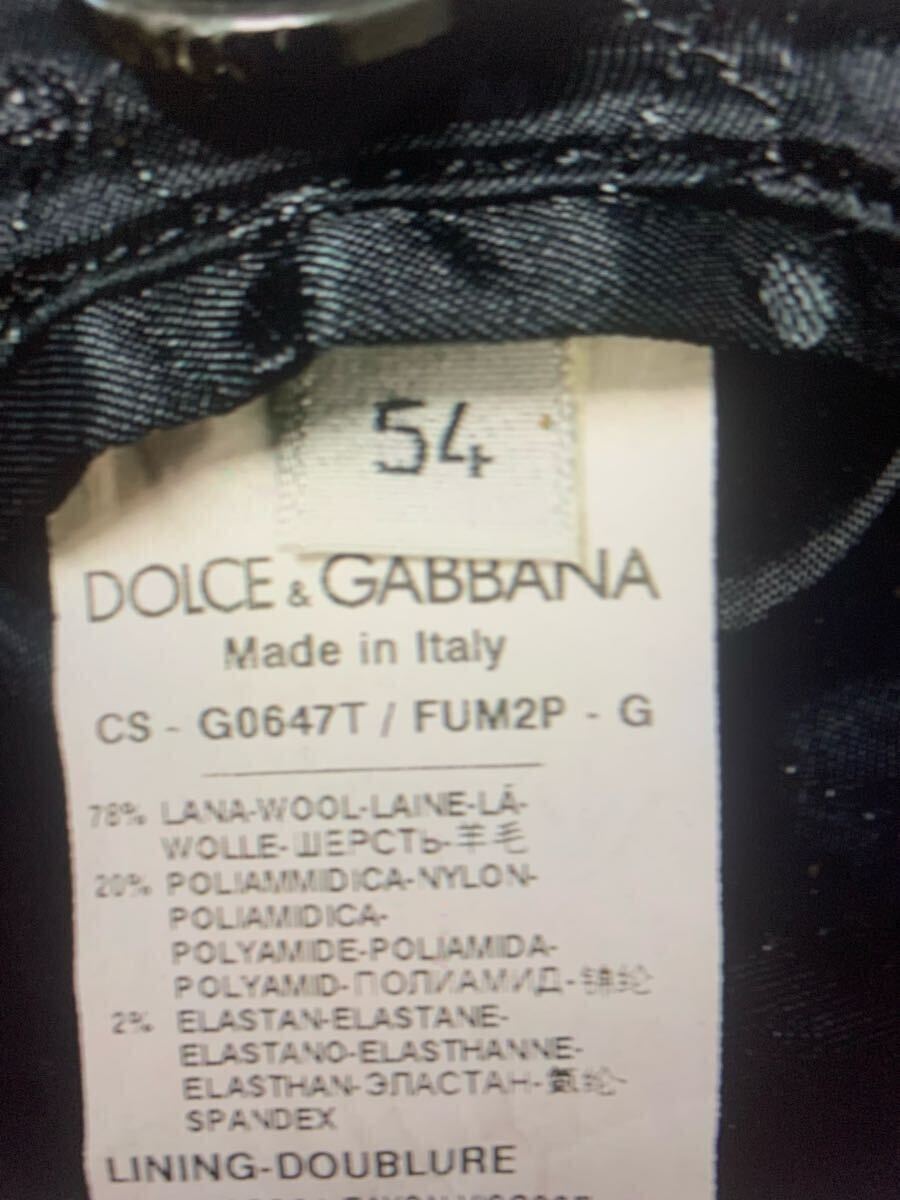 54
DOLCE & GABBANA
Made in Italy
CS - G0647T / FUM2P - G
78% LANA-WOOL-LAINE-LÁ-
WOLLE-ШЕРСТЬ-羊毛
20% POLIAMMIDICA-NYLON-
POLIAMIDICA-
POLYAMIDE-POLIAMIDA-
POLYAMID-ПОЛИАМИД-锦纶
2% ELASTAN-ELASTANE-
ELASTANO-ELASTHANNE-
ELASTHAN-ЭЛАСТАН-氨纶-
SPANDEX
LINING-DOUBLURE